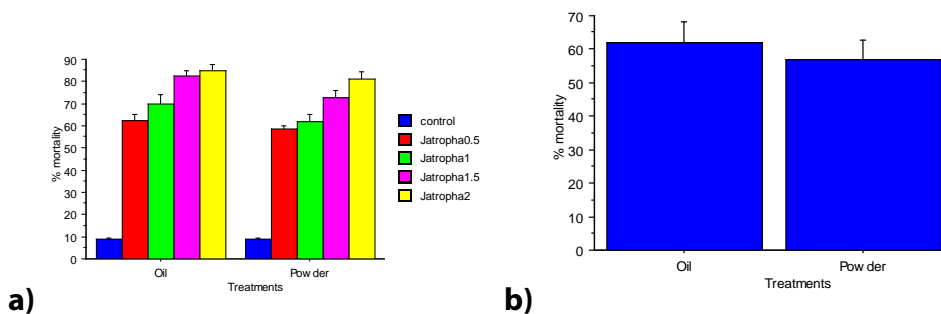 90
80
70
60
50
40
30
20
10
0
% mortality
Oil
Pow der
Treatments
control
Jatropha0.5
Jatropha1
Jatropha1.5
Jatropha2
a)
70
60
50
40
30
20
10
0
% mortality
Oil
Pow der
Treatments
b)